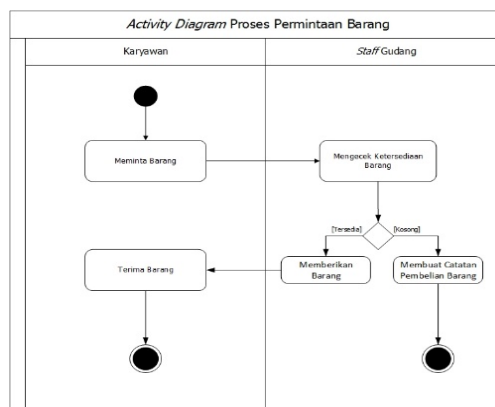 Activity Diagram Proses Permintaan Barang
Karyawan
Staff Gudang
Meminta Barang
Mengecek Ketersediaan
Barang
[Tersedia]
[Kosong]
Terima Barang
Memberikan
Barang
Membuat Catatan
Pembelian Barang